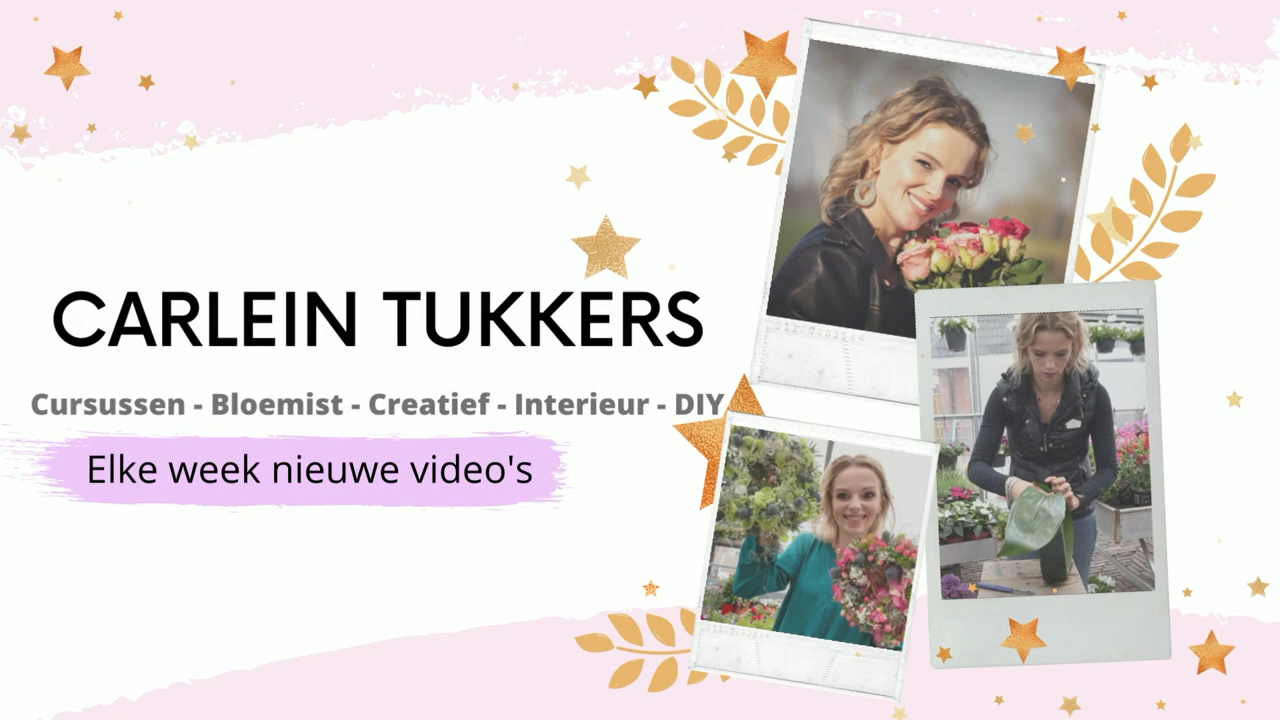 CARLEIN TUKKERS
Cursussen - Bloemist - Creatief - Interieur - DIY
Elke week nieuwe video's